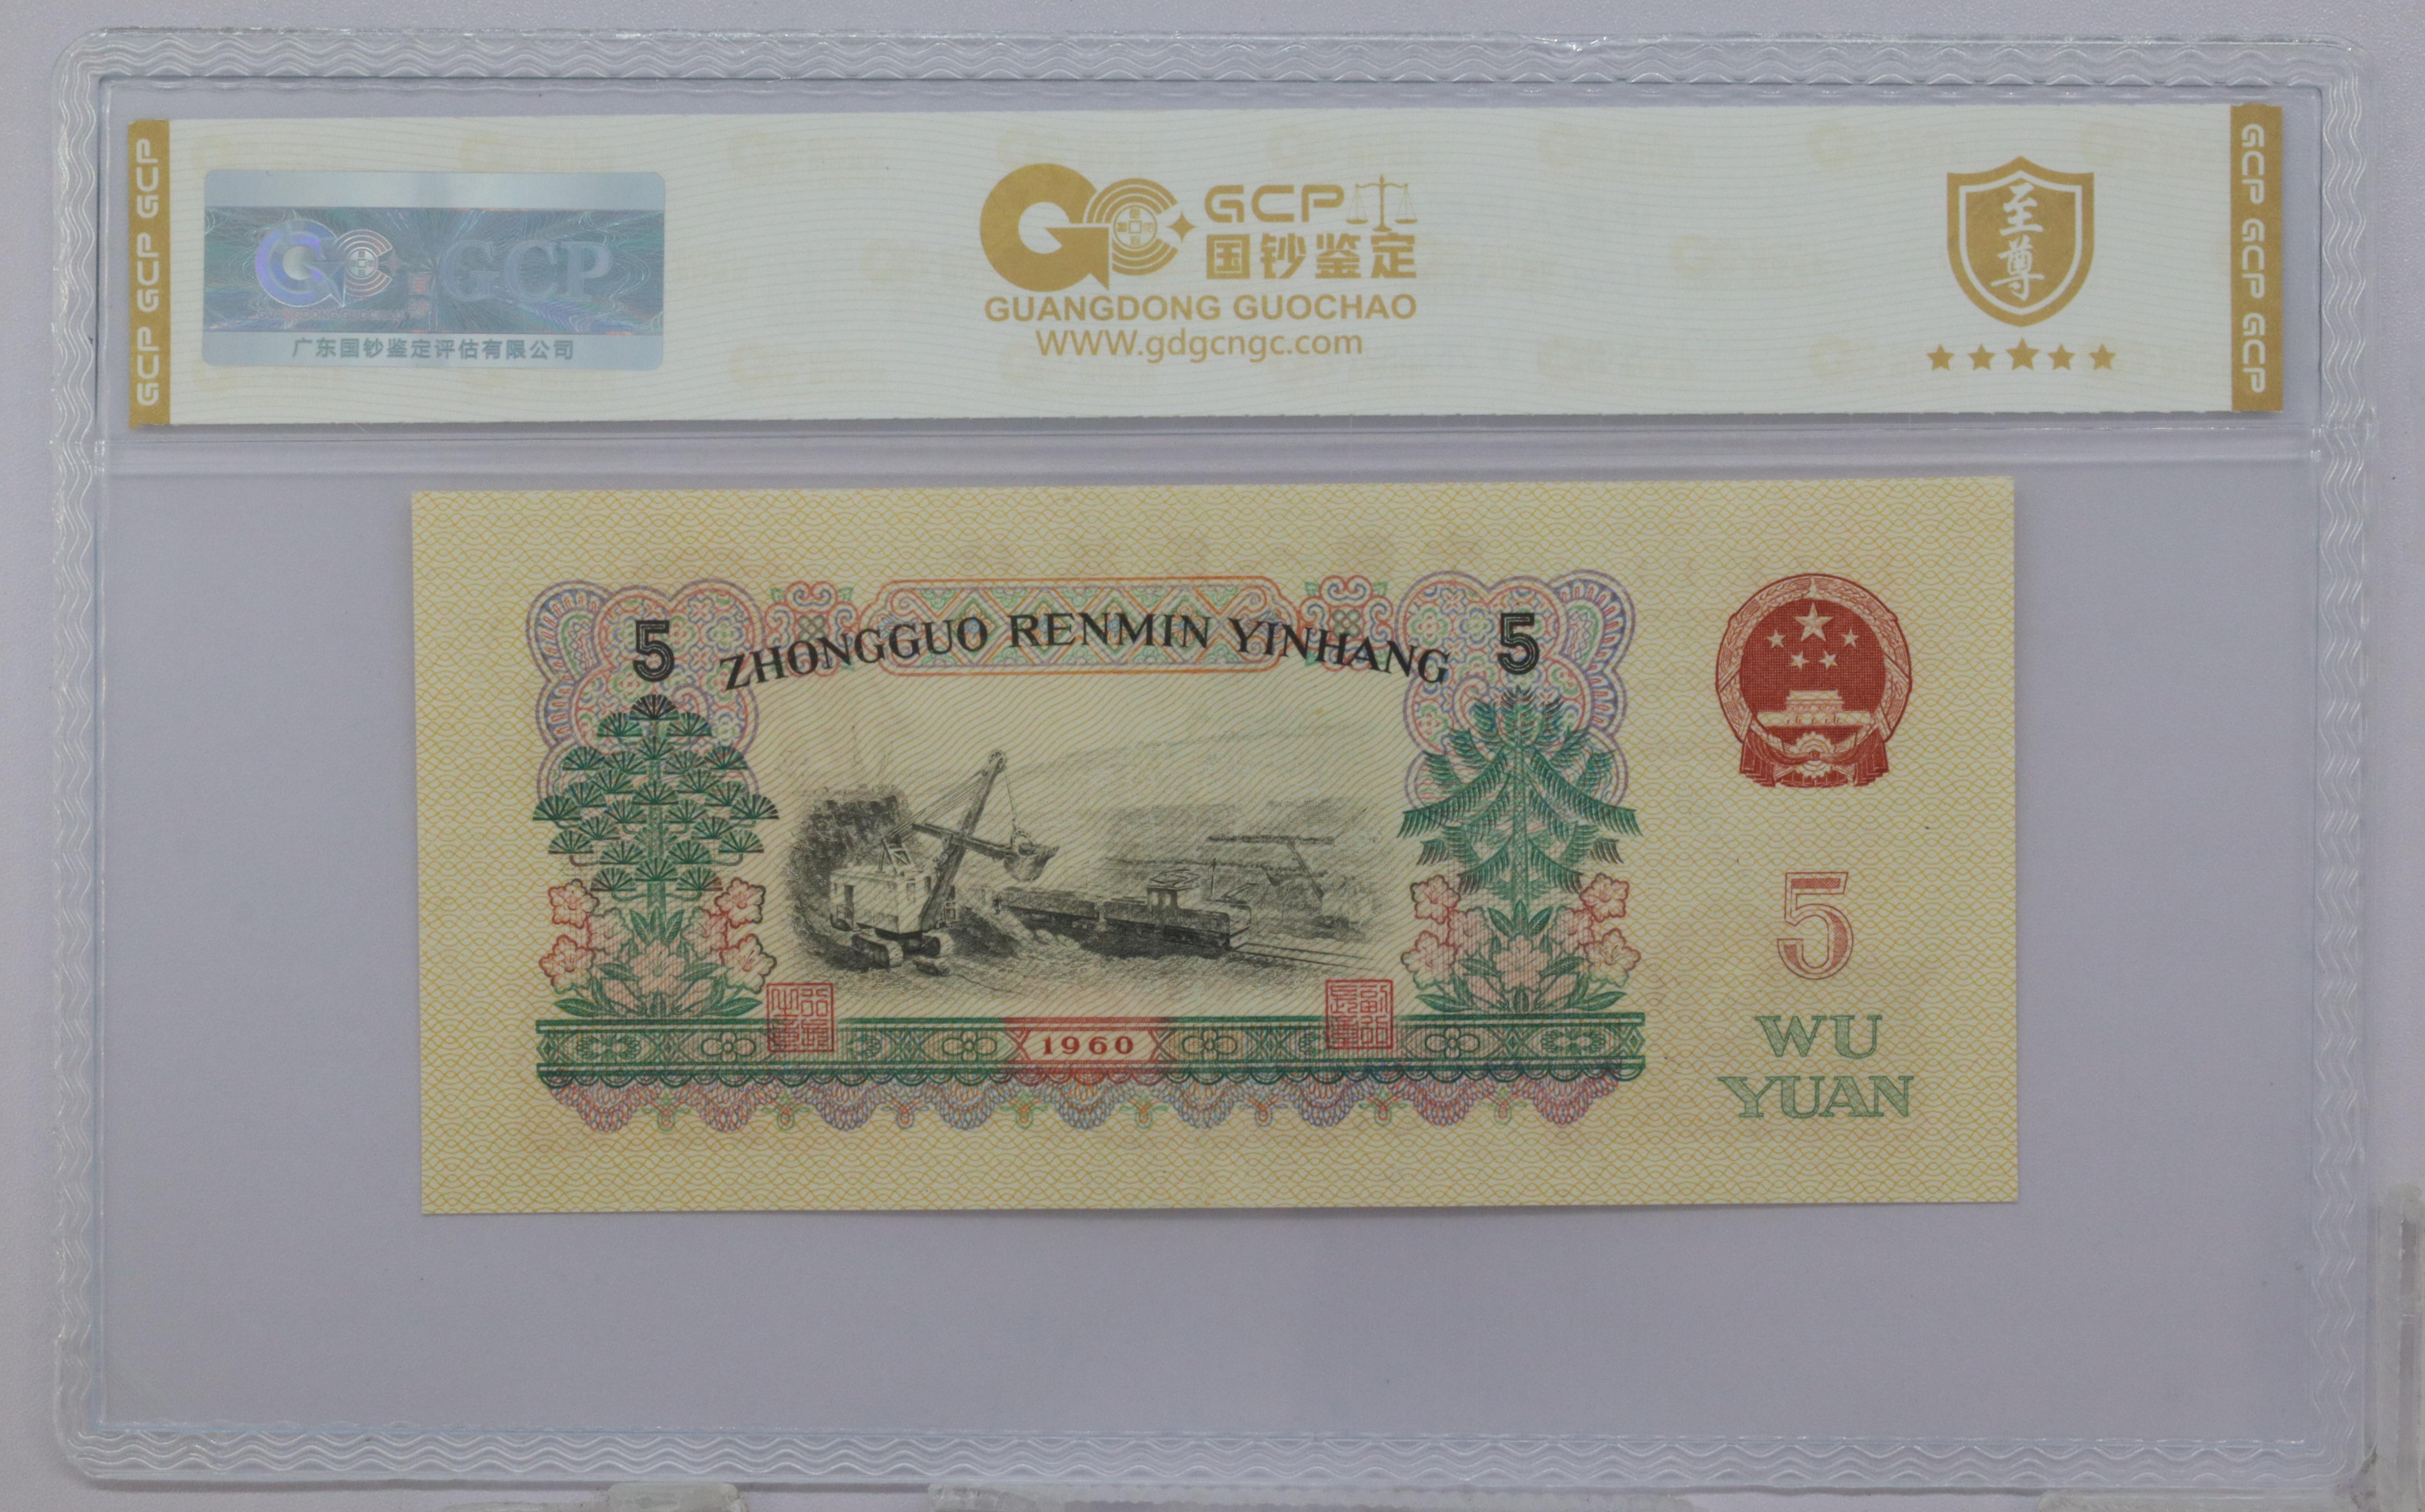 GCP GCP GCP
GCP
广东国钞鉴定评估有限公司
GCP
国钞鉴定
GUANGDONG GUOCHAO
WWW.gdgcngc.com
至尊
GCP GCP GCP
5
ZHONGGUO RENMIN YINHANG
5
5
WU
YUAN
1960